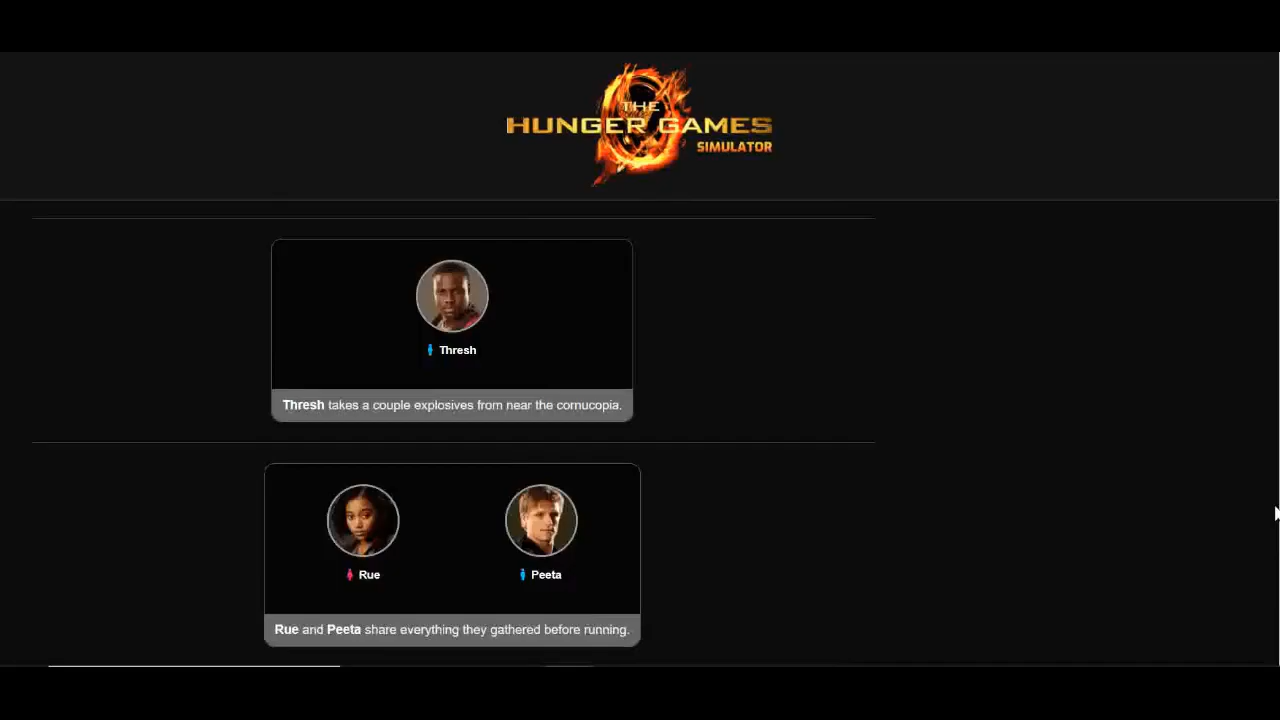 THE
HUNGER GAMES
SIMULATOR
Thresh
Thresh takes a couple explosives from near the cornucopia.
Rue Peeta
Rue and Peeta share everything they gathered before running.